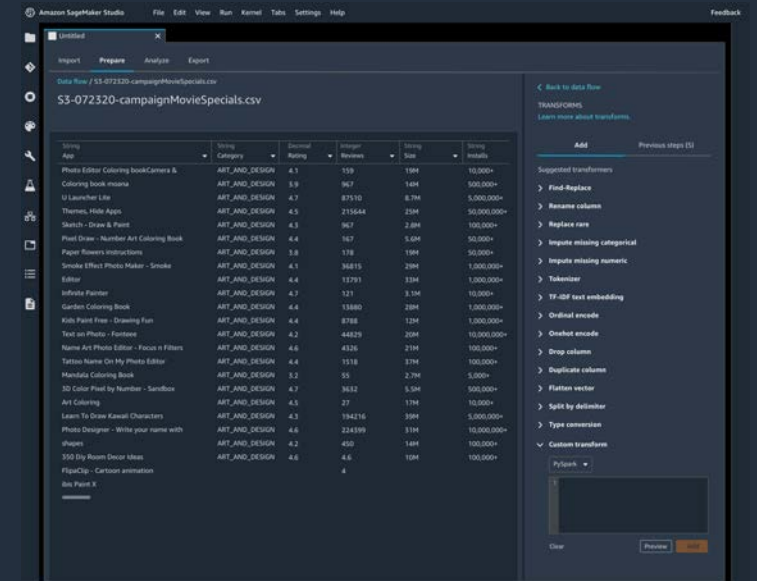 Amazon SageMaker Studio File Edit View Run Kernel Tabs Settings Help Feedback
Untitled ×
Import Prepare Analyze Export
Data flow / S3-072320-campaignMovieSpecials.csv
S3-072320-campaignMovieSpecials.csv
String String Decimal Integer String String
App Category Rating Reviews Size Installs
Photo Editor Coloring bookCamera & ART_AND_DESIGN 4.1 159 19M 10,000+
Coloring book moana ART_AND_DESIGN 3.9 967 14M 500,000+
U Launcher Lite ART_AND_DESIGN 4.7 87510 8.7M 5,000,000+
Themes, Hide Apps ART_AND_DESIGN 4.5 215644 25M 50,000,000+
Sketch - Draw & Paint ART_AND_DESIGN 4.3 967 2.8M 100,000+
Pixel Draw - Number Art Coloring Book ART_AND_DESIGN 4.4 167 5.6M 50,000+
Paper flowers instructions ART_AND_DESIGN 3.8 178 19M 50,000+
Smoke Effect Photo Maker - Smoke ART_AND_DESIGN 4.1 36815 29M 1,000,000+
Editor ART_AND_DESIGN 4.4 13791 33M 1,000,000+
Infinite Painter ART_AND_DESIGN 4.7 121 3.1M 10,000+
Garden Coloring Book ART_AND_DESIGN 4.4 13880 28M 1,000,000+
Kids Paint Free - Drawing Fun ART_AND_DESIGN 4.4 8788 12M 1,000,000+
Text on Photo - Fonteee ART_AND_DESIGN 4.2 44829 20M 10,000,000+
Name Art Photo Editor - Focus n Filters ART_AND_DESIGN 4.6 4326 21M 100,000+
Tattoo Name On My Photo Editor ART_AND_DESIGN 4.4 1518 37M 100,000+
Mandala Coloring Book ART_AND_DESIGN 3.2 55 2.7M 5,000+
3D Color Pixel by Number - Sandbox ART_AND_DESIGN 4.7 3632 5.5M 500,000+
Art Coloring ART_AND_DESIGN 4.5 27 17M 10,000+
Learn To Draw Kawaii Characters ART_AND_DESIGN 4.3 194216 39M 5,000,000+
Photo Designer - Write your name with ART_AND_DESIGN 4.6 224399 31M 10,000,000+
shapes ART_AND_DESIGN 4.2 450 14M 100,000+
350 Diy Room Decor Ideas ART_AND_DESIGN 4.6 4.6 10M 100,000+
FlipaClip - Cartoon animation 4
ibis Paint X
Back to data flow
TRANSFORMS
Learn more about transforms.
Add Previous steps (5)
Suggested transformers
Find-Replace
Rename column
Replace rare
Impute missing categorical
Impute missing numeric
Tokenizer
TF-IDF text embedding
Ordinal encode
Onehot encode
Drop column
Duplicate column
Flatten vector
Split by delimiter
Type conversion
Custom transform
PySpark
1
Clear Preview Add